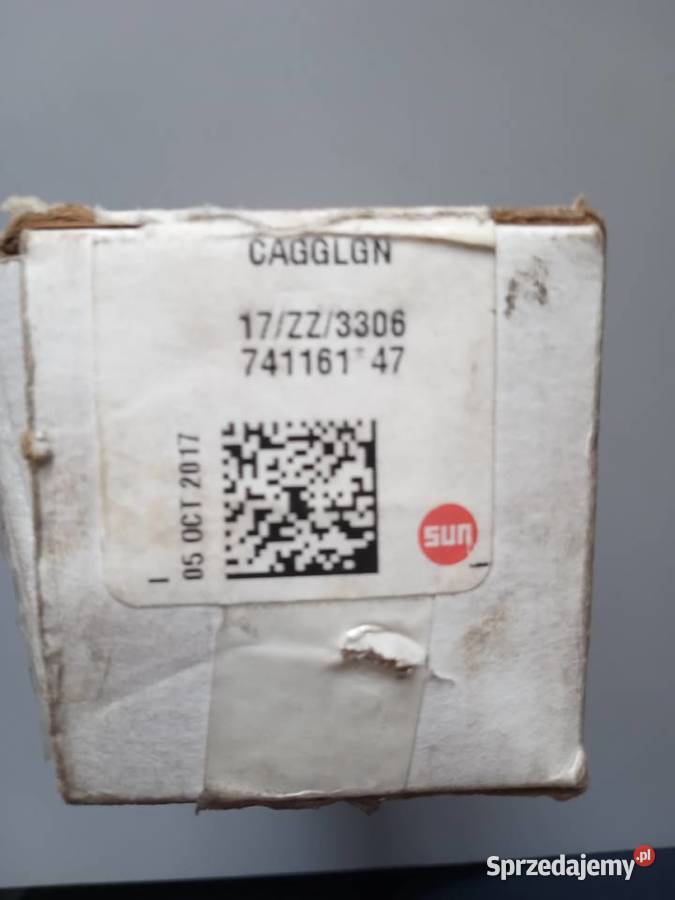 CAGGLGN
17/ZZ/3306
741161* 47
05 OCT 2017
sun
Sprzedajemy.pl